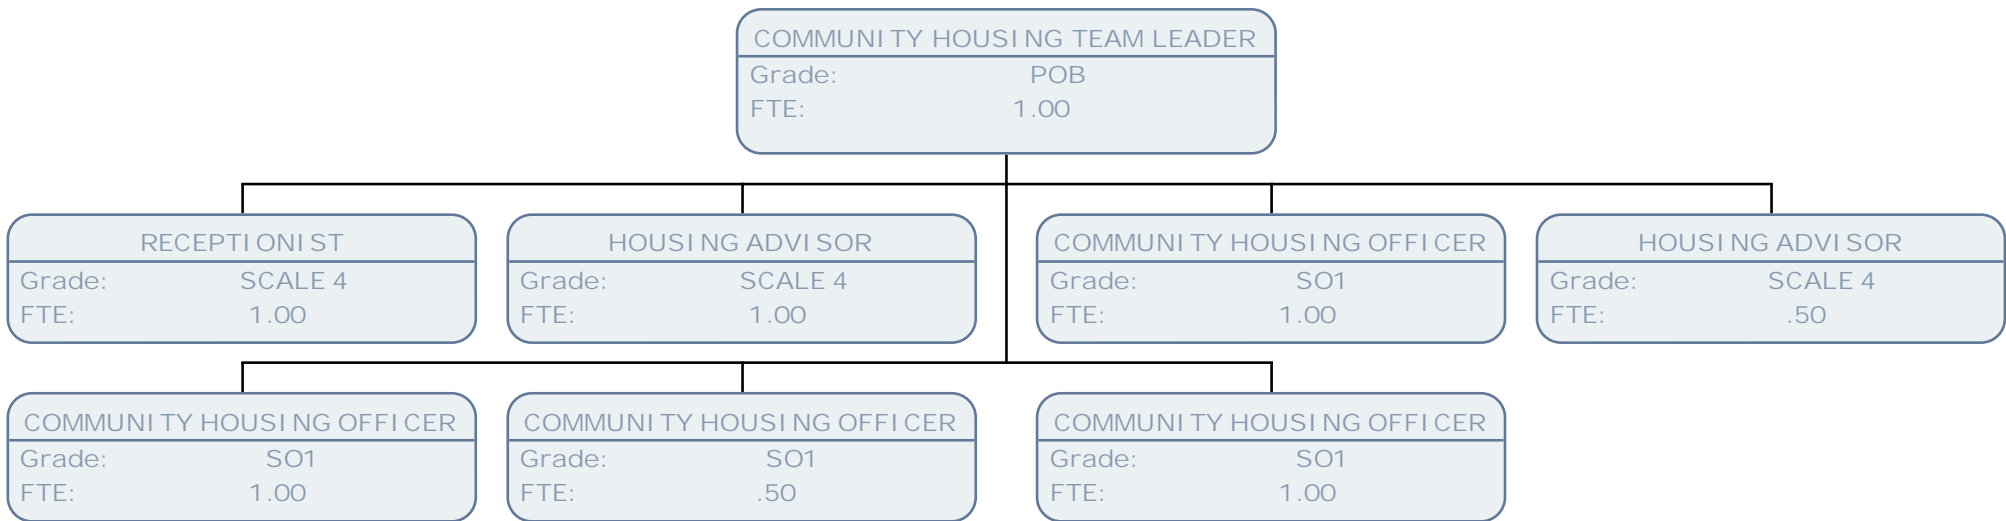 COMMUNITY HOUSING TEAM LEADER
Grade: POB
FTE: 1.00
RECEPTIONIST
Grade: SCALE 4
FTE: 1.00
HOUSING ADVISOR
Grade: SCALE 4
FTE: 1.00
COMMUNITY HOUSING OFFICER
Grade: SO1
FTE: 1.00
HOUSING ADVISOR
Grade: SCALE 4
FTE: .50
COMMUNITY HOUSING OFFICER
Grade: SO1
FTE: 1.00
COMMUNITY HOUSING OFFICER
Grade: SO1
FTE: .50
COMMUNITY HOUSING OFFICER
Grade: SO1
FTE: 1.00